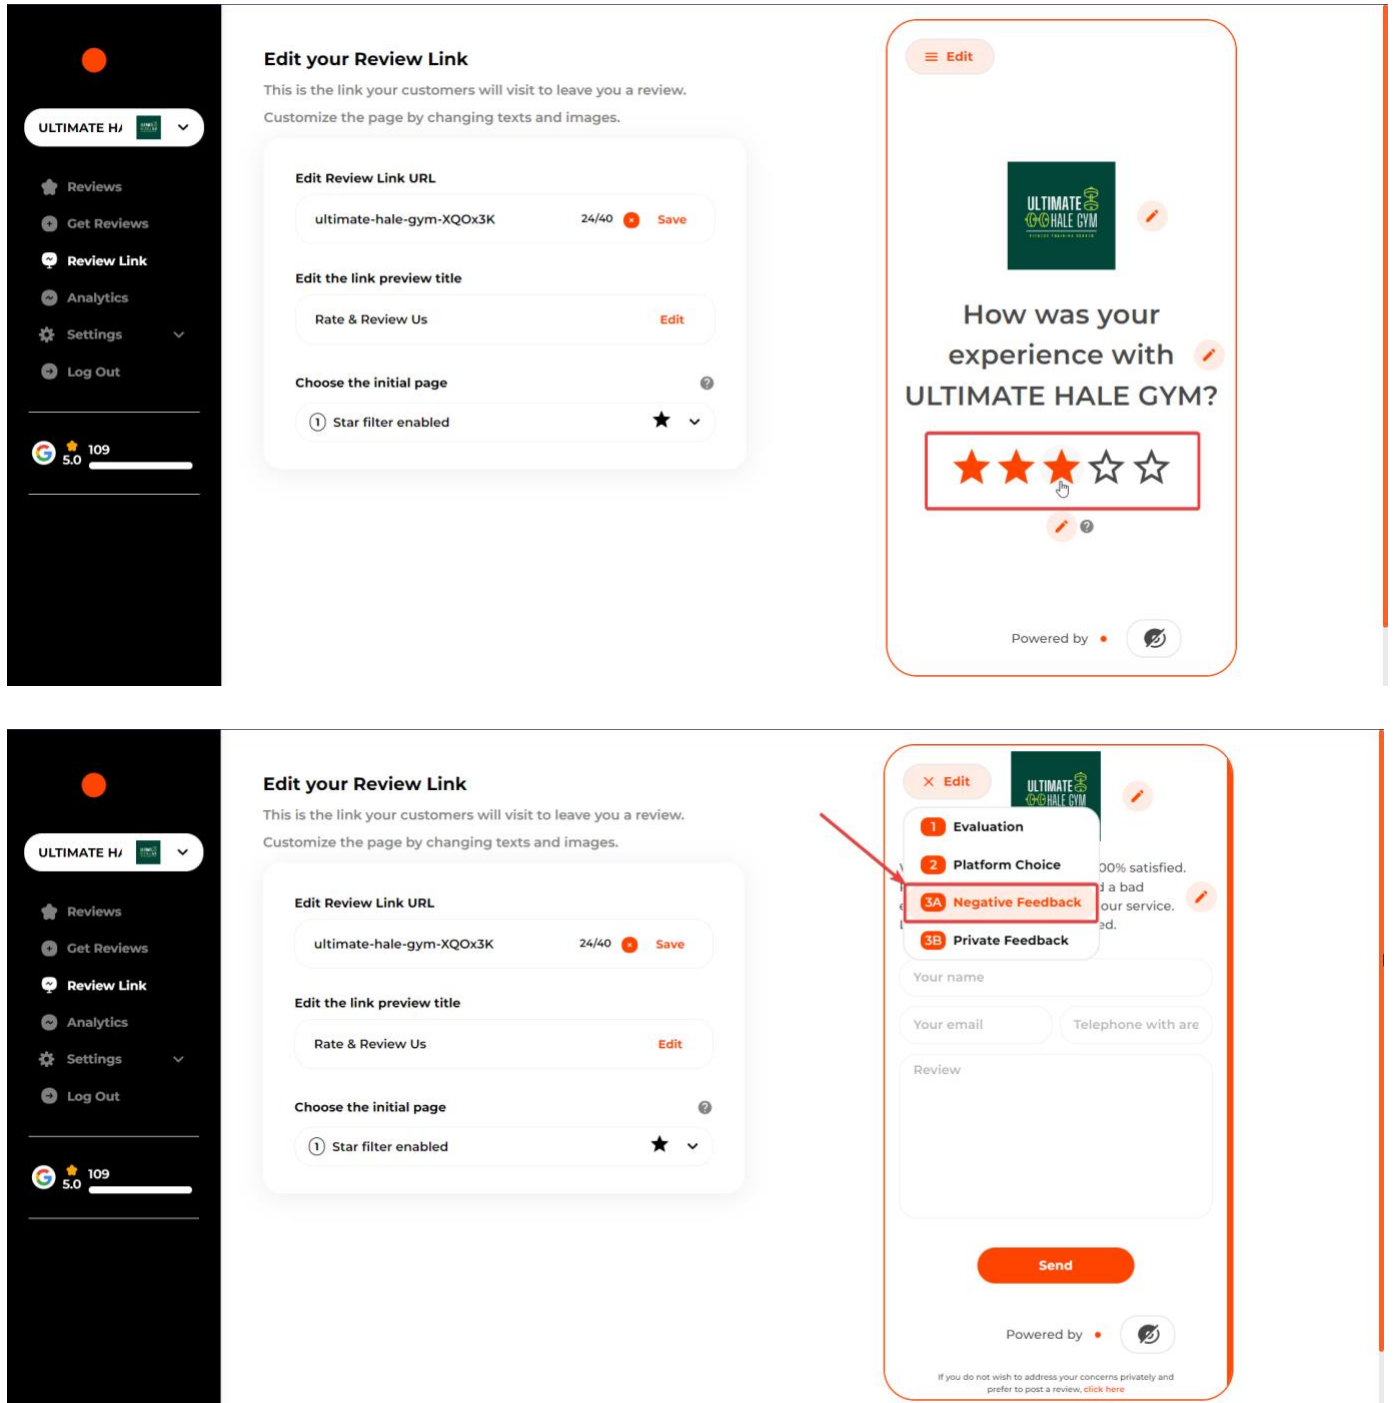 ULTIMATE H
Reviews
Get Reviews
Review Link
Analytics
Settings
Log Out
109
5.0
Edit your Review Link
This is the link your customers will visit to leave you a review.
Customize the page by changing texts and images.
Edit Review Link URL
ultimate-hale-gym-XQOx3K 24/40 Save
Edit the link preview title
Rate & Review Us Edit
Choose the initial page
1 Star filter enabled
Edit
ULTIMATE
HALE GYM
FITNESS TRAINING CENTER
How was your
experience with
ULTIMATE HALE GYM?
Powered by
ULTIMATE H
Reviews
Get Reviews
Review Link
Analytics
Settings
Log Out
109
5.0
Edit your Review Link
This is the link your customers will visit to leave you a review.
Customize the page by changing texts and images.
Edit Review Link URL
ultimate-hale-gym-XQOx3K 24/40 Save
Edit the link preview title
Rate & Review Us Edit
Choose the initial page
1 Star filter enabled
Edit
ULTIMATE
HALE GYM
1 Evaluation
2 Platform Choice
3A Negative Feedback
3B Private Feedback
00% satisfied.
a bad
our service.
ed.
Your name
Your email Telephone with are
Review
Send
Powered by
If you do not wish to address your concerns privately and
prefer to post a review, click here